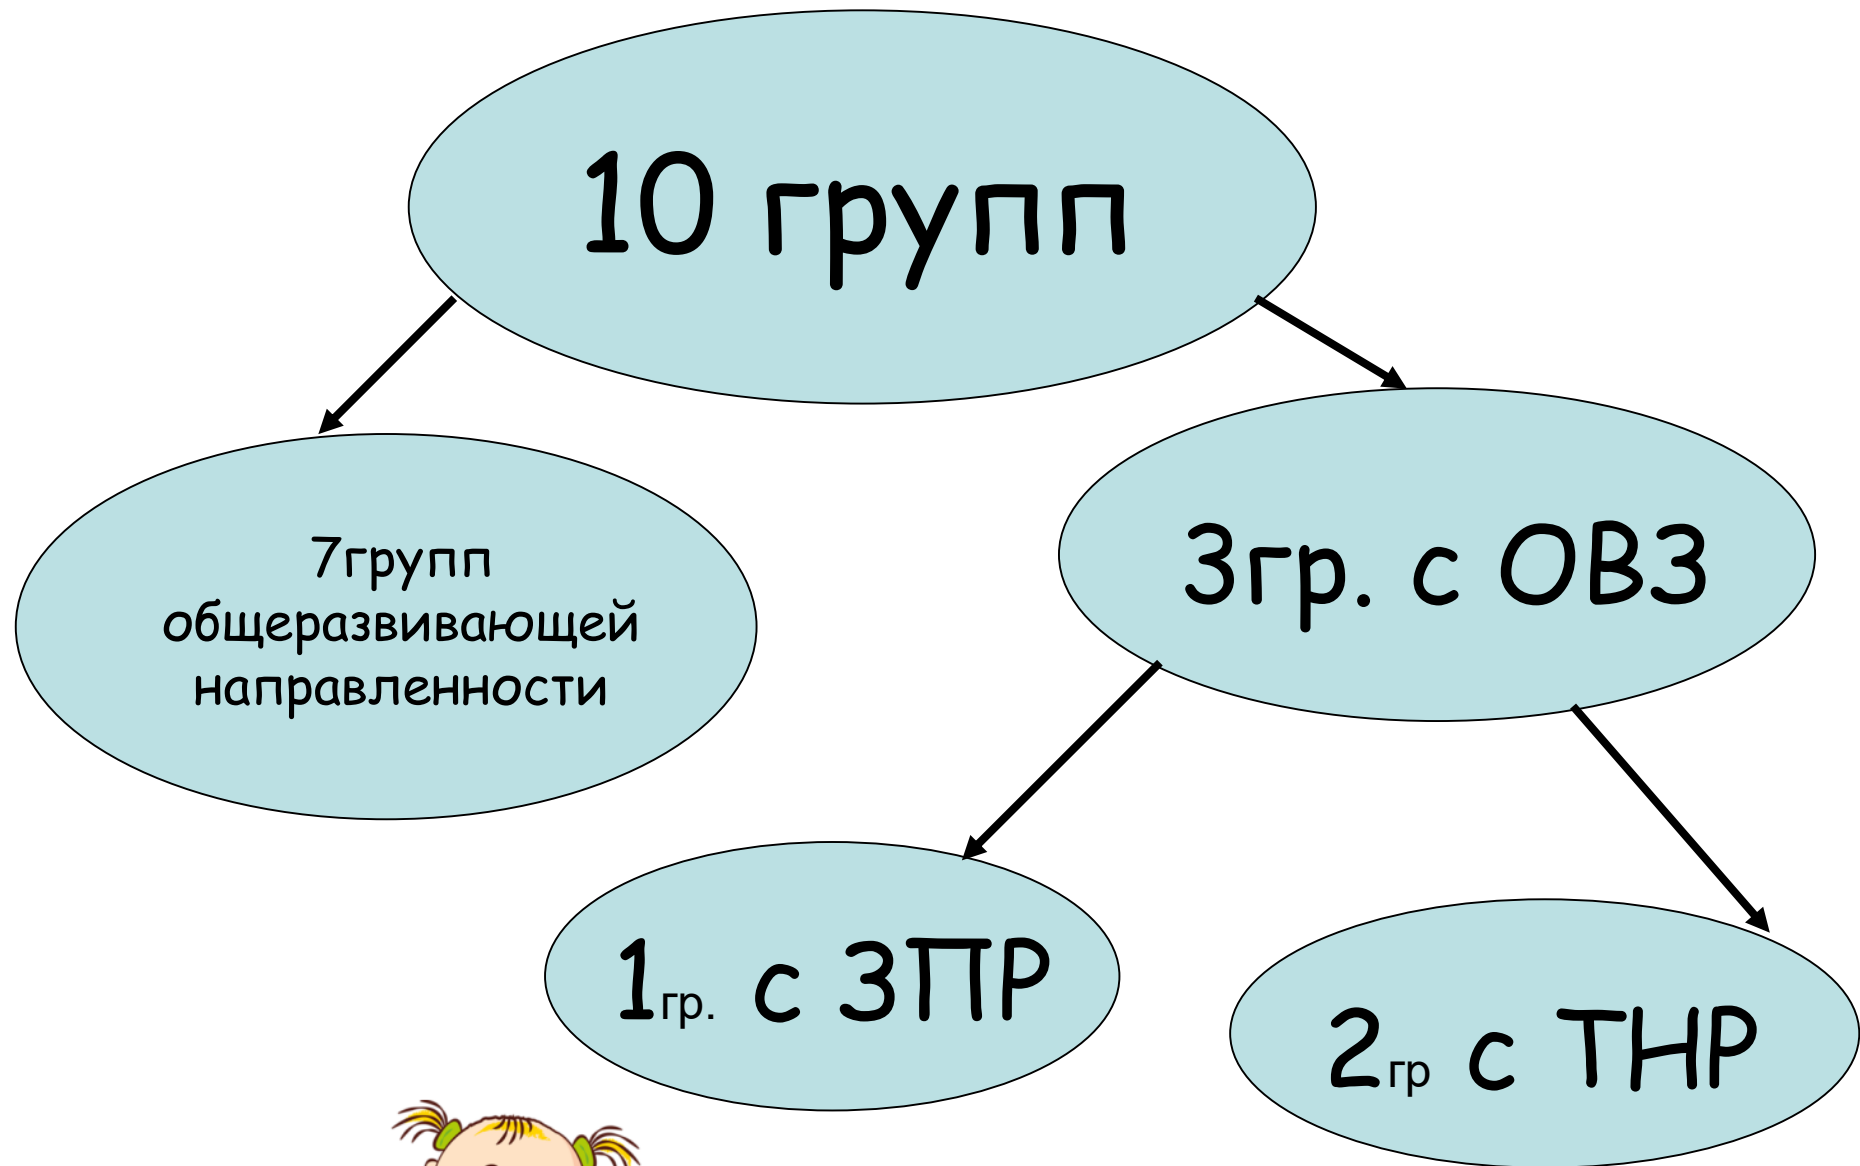 10 групп
7групп
общеразвивающей
направленности
3гр. с ОВЗ
1гр. с ЗПР
2гр с ТНР